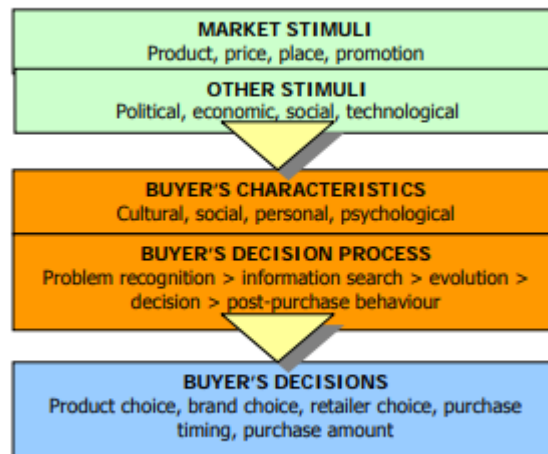 MARKET STIMULI
Product, price, place, promotion
OTHER STIMULI
Political, economic, social, technological
BUYER'S CHARACTERISTICS
Cultural, social, personal, psychological
BUYER'S DECISION PROCESS
Problem recognition > information search > evolution >
decision > post-purchase behaviour
BUYER'S DECISIONS
Product choice, brand choice, retailer choice, purchase
timing, purchase amount